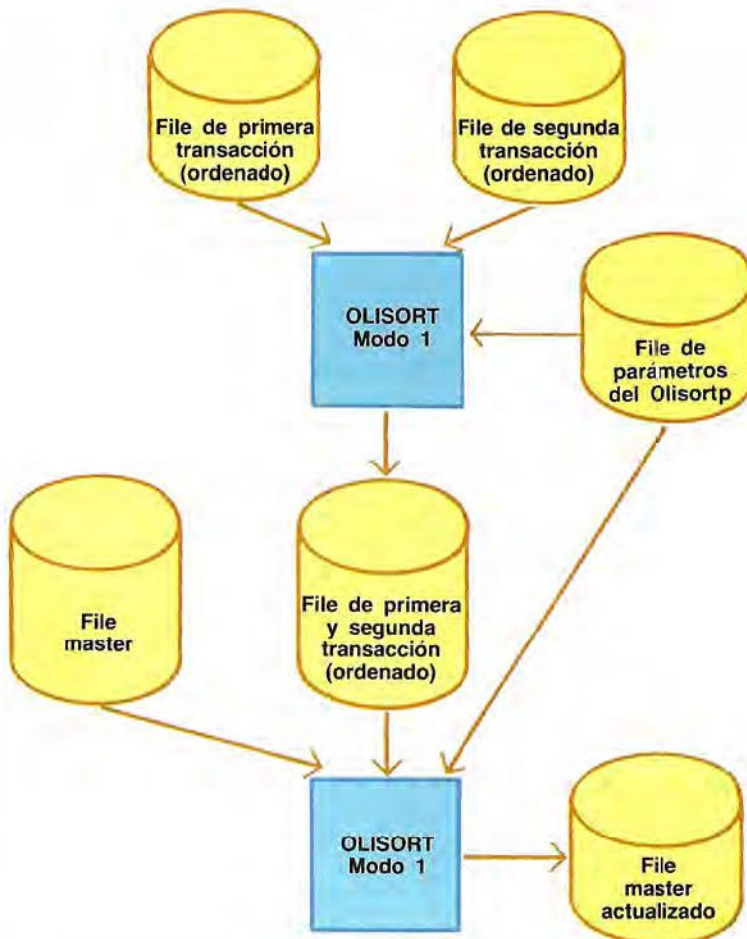 File de primera
transacción
(ordenado)
File de segunda
transacción
(ordenado)
OLISORT
Modo 1
File de
parámetros
del Olisortp
File
master
File de primera
y segunda
transacción
(ordenado)
OLISORT
Modo 1
File
master
actualizado